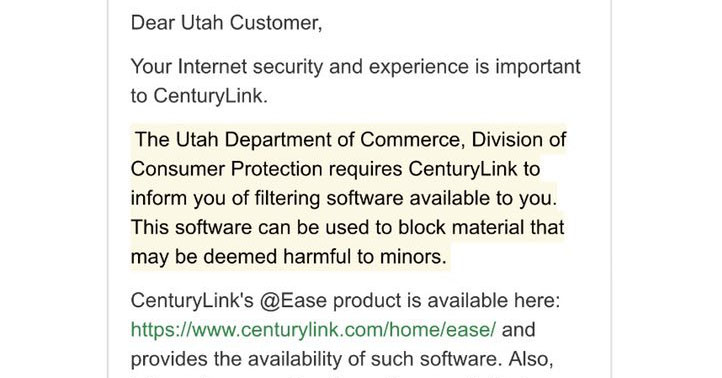 Dear Utah Customer,
Your Internet security and experience is important
to CenturyLink.
The Utah Department of Commerce, Division of
Consumer Protection requires CenturyLink to
inform you of filtering software available to you.
This software can be used to block material that
may be deemed harmful to minors.
CenturyLink's @Ease product is available here:
https://www.centurylink.com/home/ease/ and
provides the availability of such software. Also,